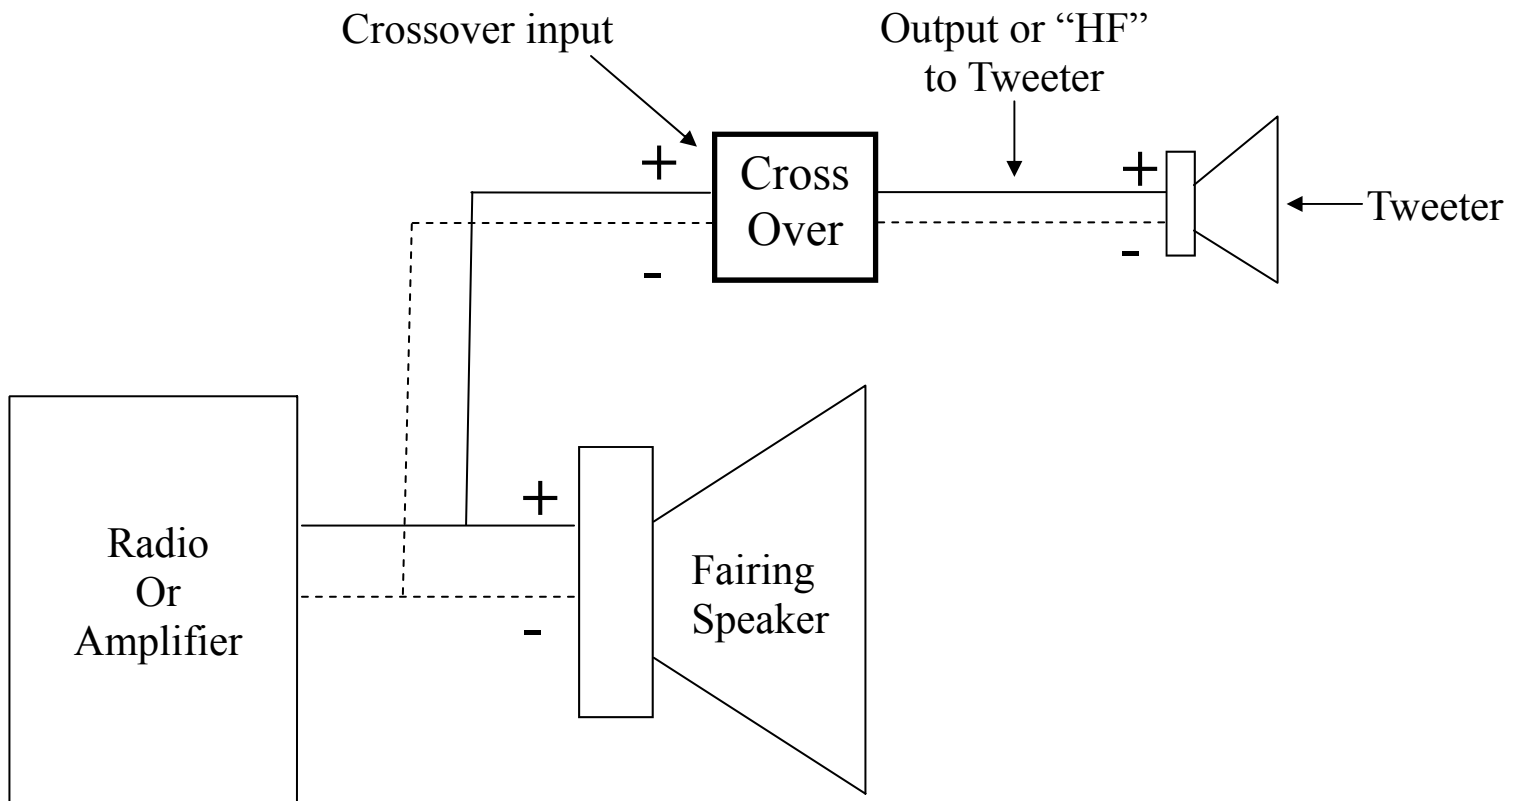 Crossover input
Output or “HF”
to Tweeter
+
-
Cross
Over
+
-
Tweeter
Radio
Or
Amplifier
+
-
Fairing
Speaker